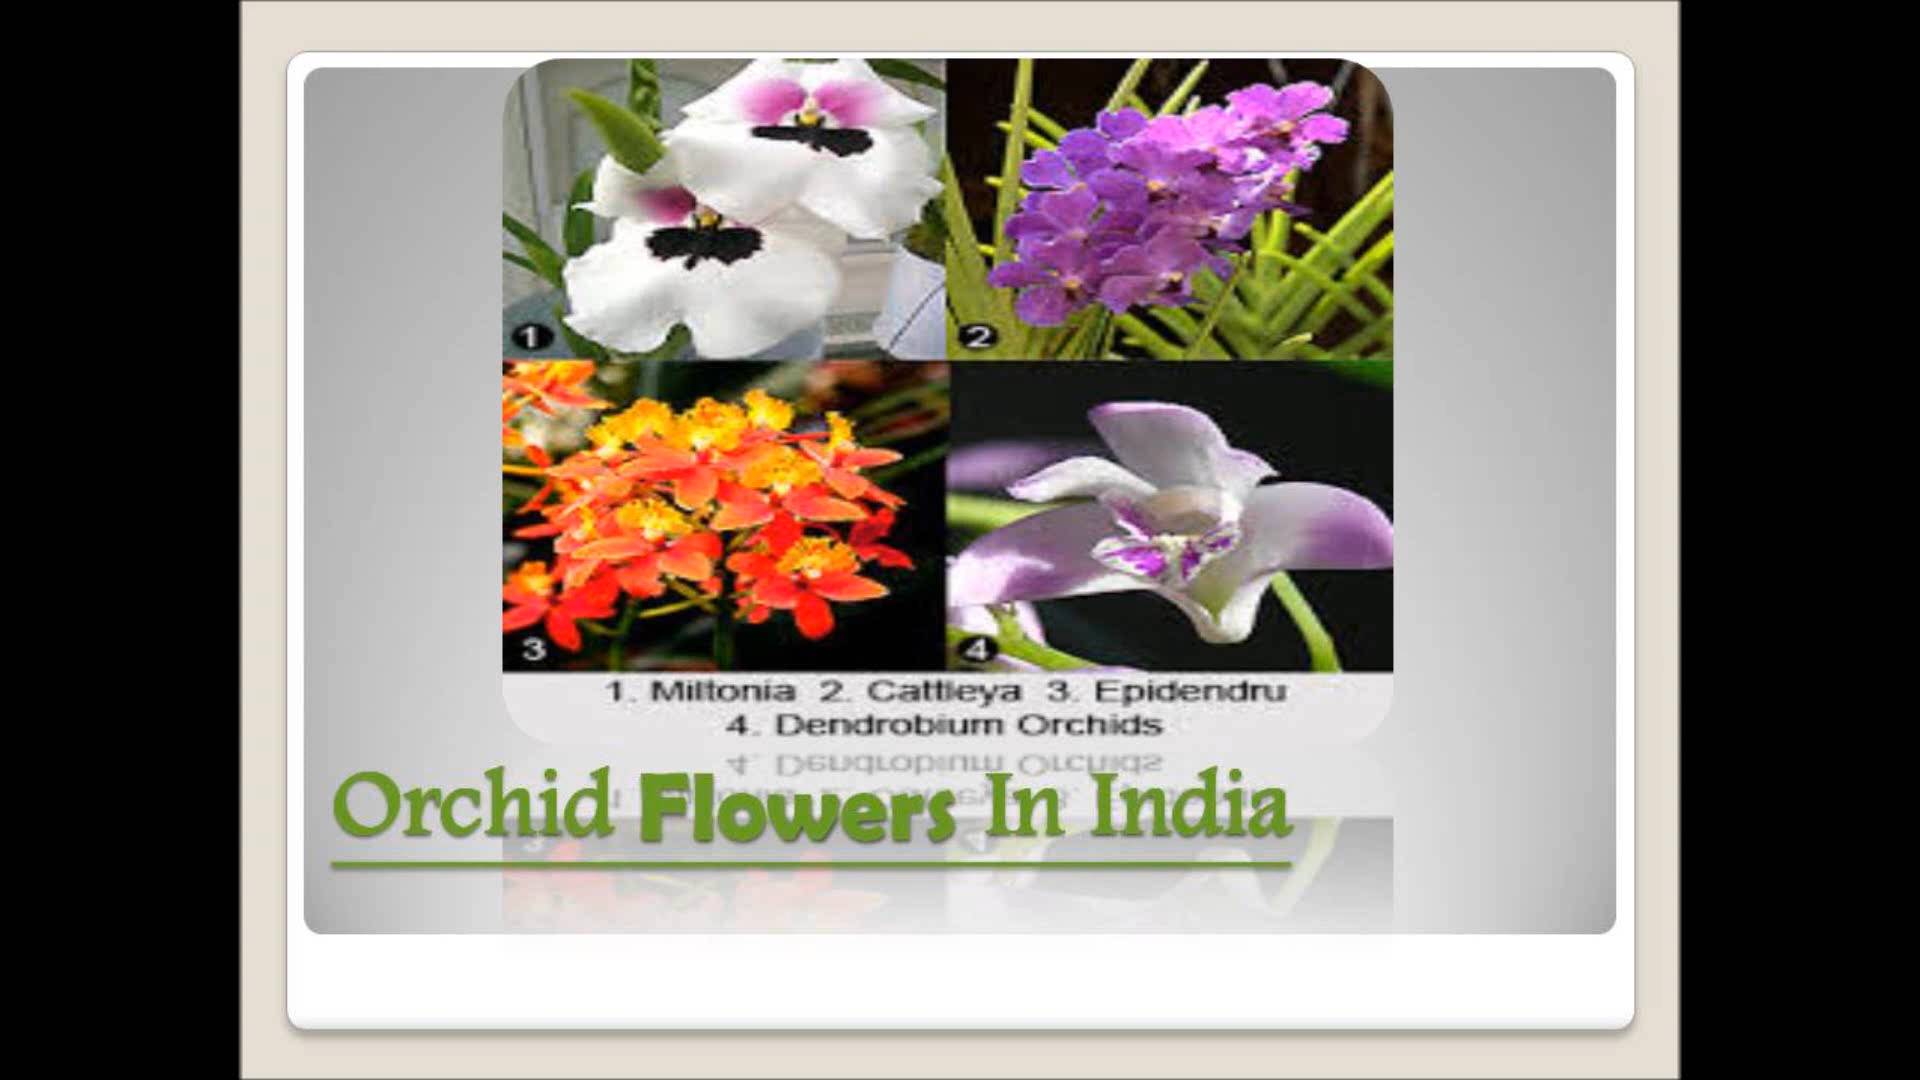 1
2
3
4
1. Miltonia 2. Cattleya 3. Epidendru
4. Dendrobium Orchids
Orchid Flowers In India